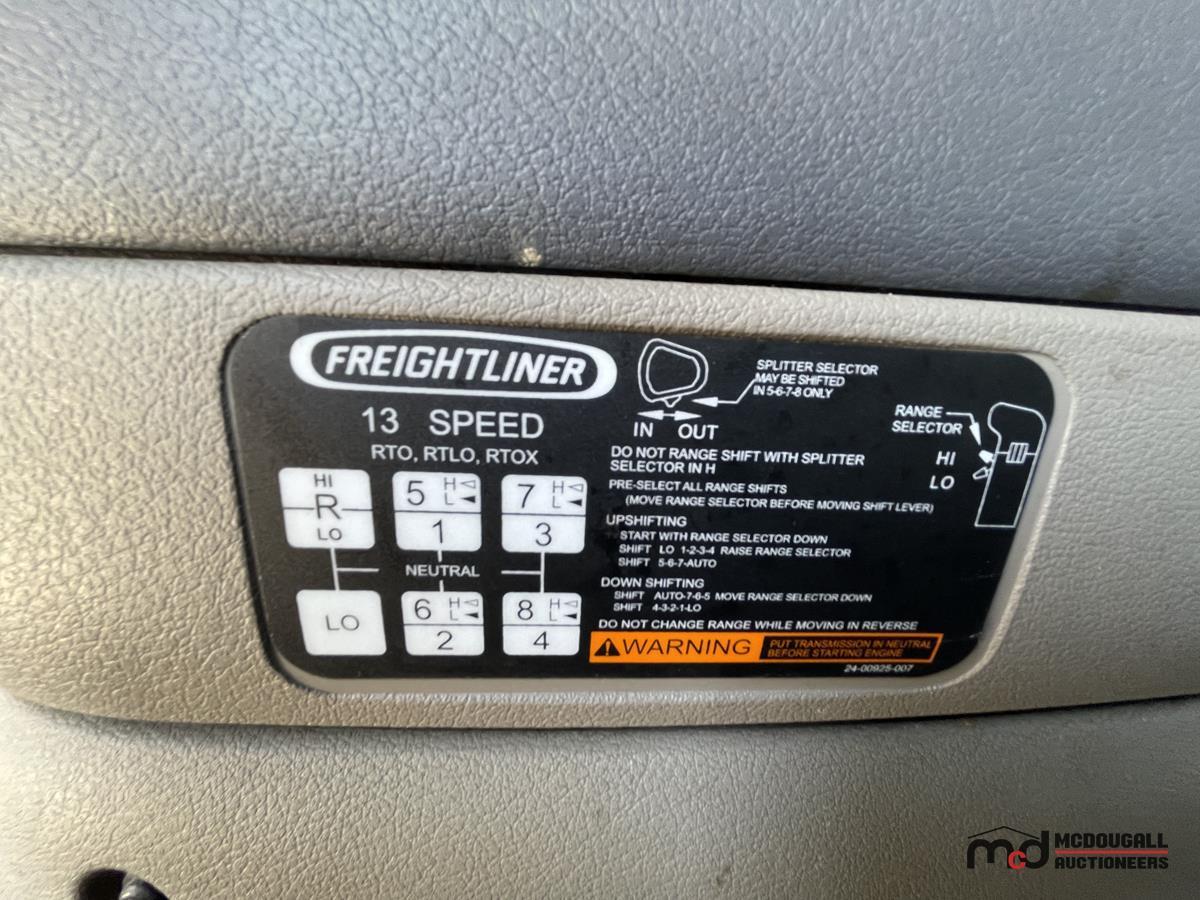 FREIGHTLINER
13 SPEED
RTO, RTLO, RTOX
HI
R
LO
5 H
L
1
7 H
L
3
NEUTRAL
LO
6 H
L
2
8 H
L
4
SPLITTER SELECTOR
MAY BE SHIFTED
IN 5-6-7-8 ONLY
IN OUT
RANGE
SELECTOR
HI
LO
DO NOT RANGE SHIFT WITH SPLITTER
SELECTOR IN H
PRE-SELECT ALL RANGE SHIFTS
(MOVE RANGE SELECTOR BEFORE MOVING SHIFT LEVER)
UPSHIFTING
START WITH RANGE SELECTOR DOWN
SHIFT LO 1-2-3-4 RAISE RANGE SELECTOR
SHIFT 5-6-7-AUTO
DOWN SHIFTING
SHIFT AUTO-7-6-5 MOVE RANGE SELECTOR DOWN
SHIFT 4-3-2-1-LO
DO NOT CHANGE RANGE WHILE MOVING IN REVERSE
WARNING
PUT TRANSMISSION IN NEUTRAL
BEFORE STARTING ENGINE
24-00925-007
mcd
MCDOUGALL
AUCTIONEERS